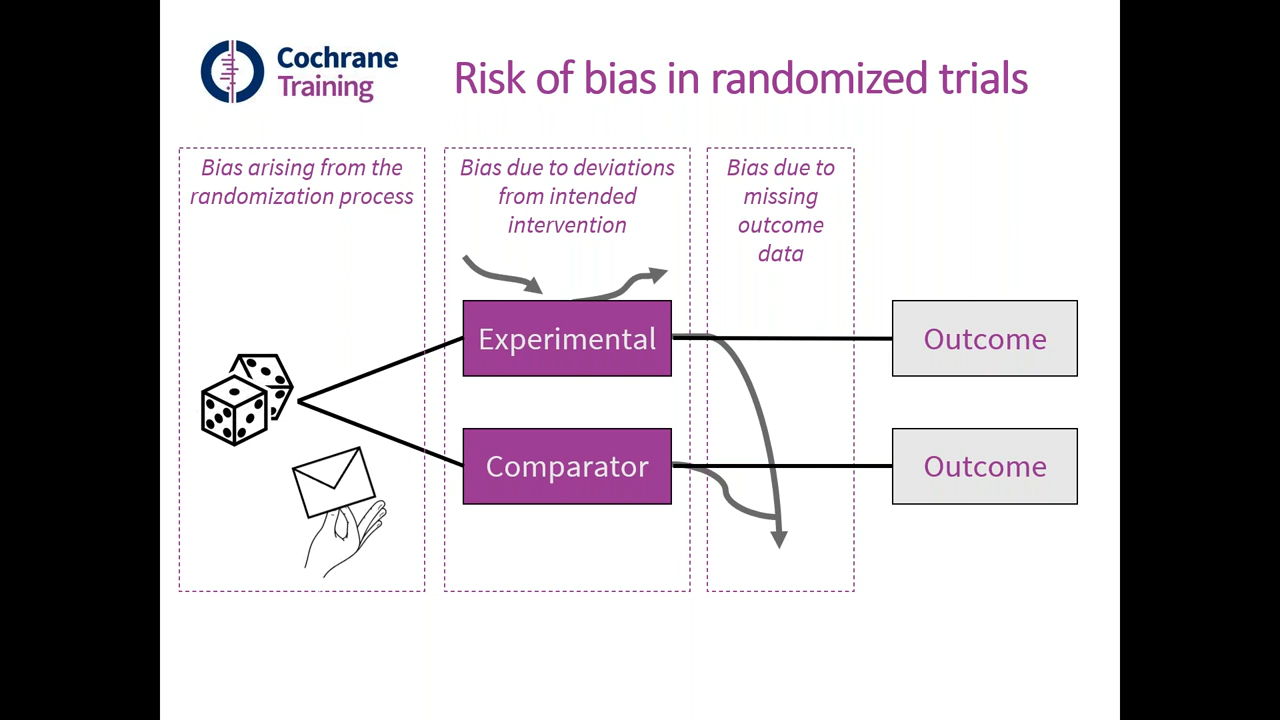 Cochrane
Training
Risk of bias in randomized trials
Bias arising from the
randomization process
Bias due to deviations
from intended
intervention
Bias due to
missing
outcome
data
Experimental
Outcome
Comparator
Outcome